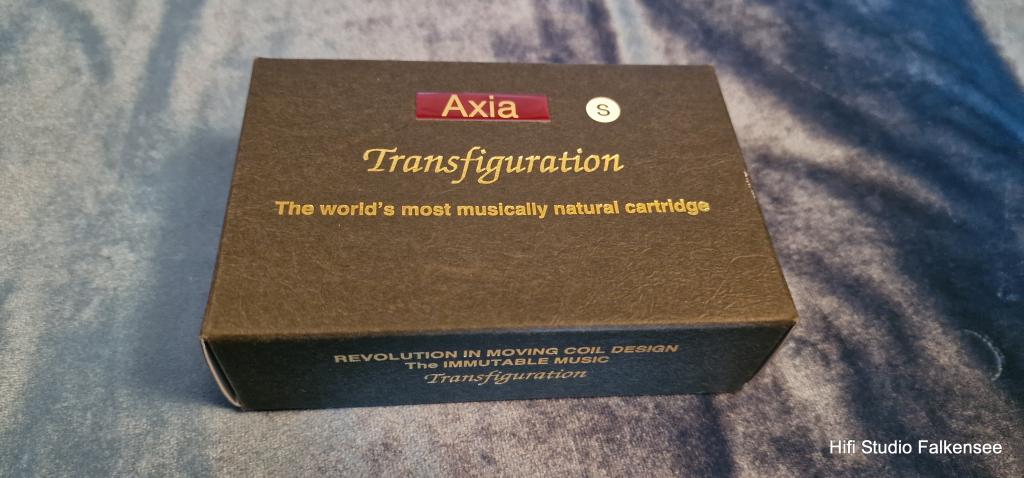 Axia
S
Transfiguration
The world's most musically natural cartridge
REVOLUTION IN MOVING COIL DESIGN
The IMMUTABLE MUSIC
Transfiguration
Hifi Studio Falkensee